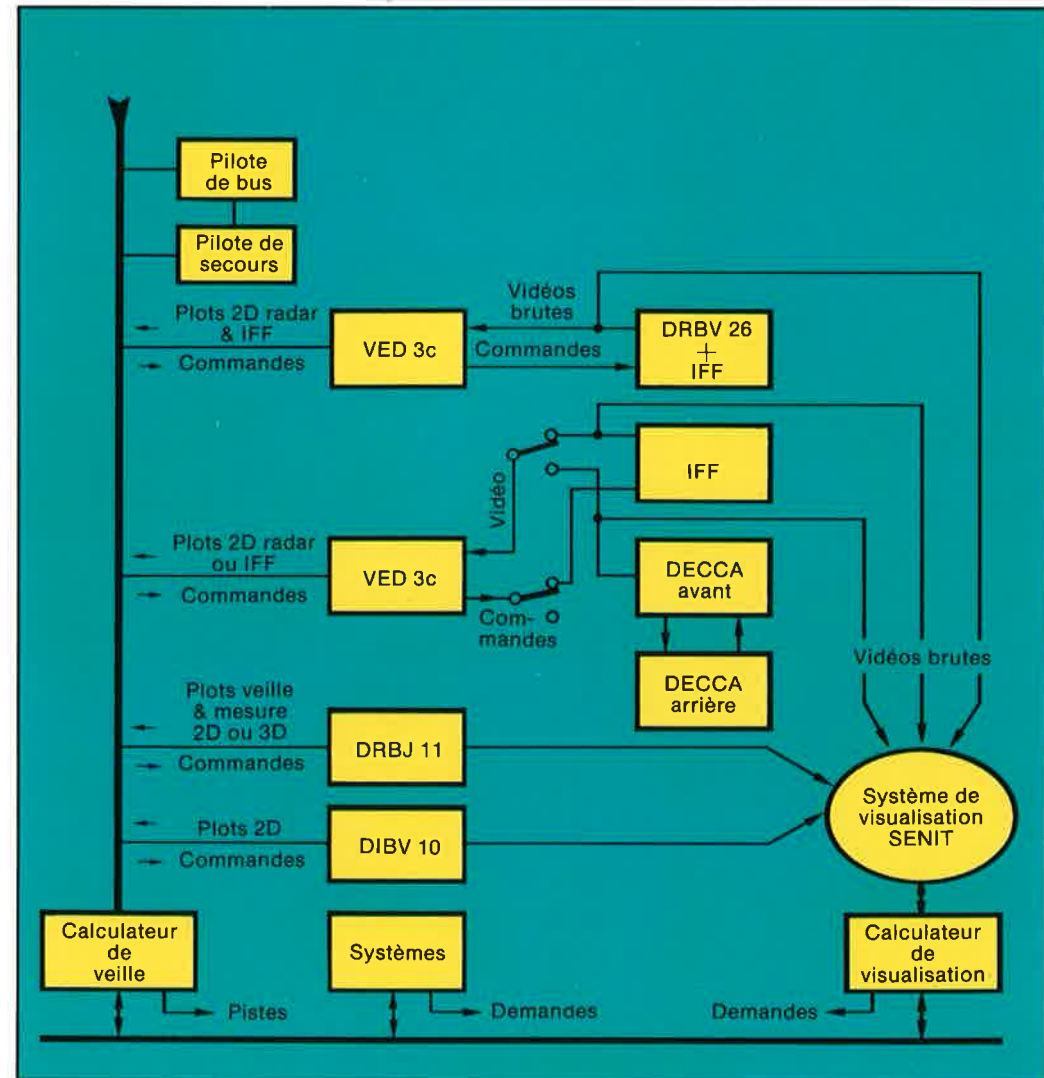 Pilote
de bus
Pilote de
secours
Plots 2D radar
& IFF
Commandes
VED 3c
Vidéos
brutes
Commandes
DRBV 26
+
IFF
Vidéo
IFF
Plots 2D radar
ou IFF
Commandes
VED 3c
Com-
mandes
DECCA
avant
DECCA
arrière
Vidéos brutes
Plots veille
& mesure
2D ou 3D
Commandes
DRBJ 11
Plots 2D
Commandes
DIBV 10
Système de
visualisation
SENIT
Calculateur
de
veille
Systèmes
Calculateur
de
visualisation
Pistes
Demandes
Demandes